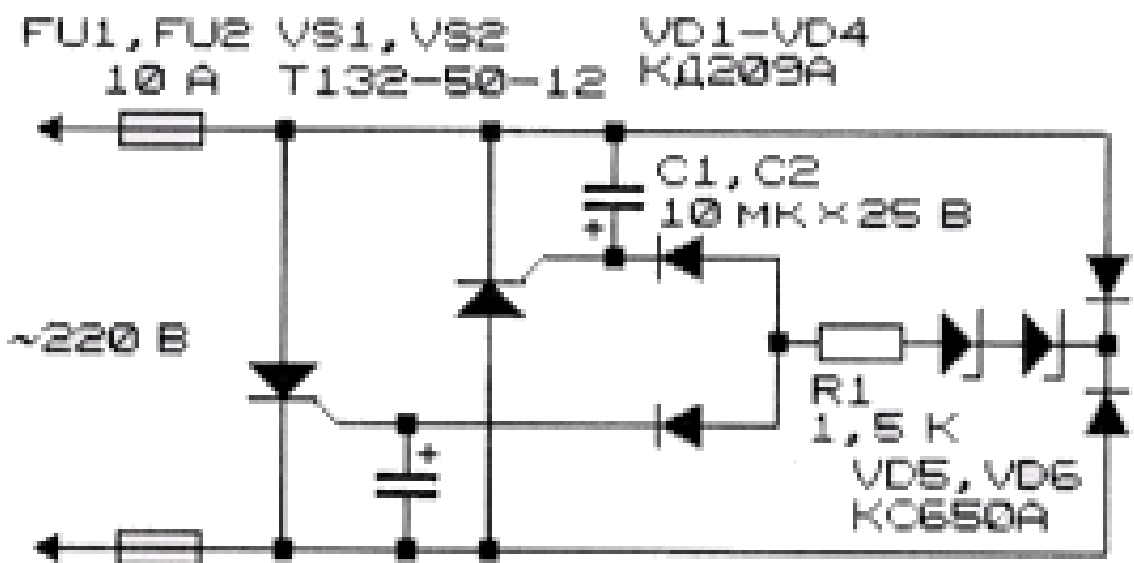 FU1, FU2 VS1, VS2 VD1-VD4
10 А Т132-50-12 КД209А
C1, C2
10 МК × 25 В
+
~220 В
R1
1,5 К
+
VD5, VD6
КС650А